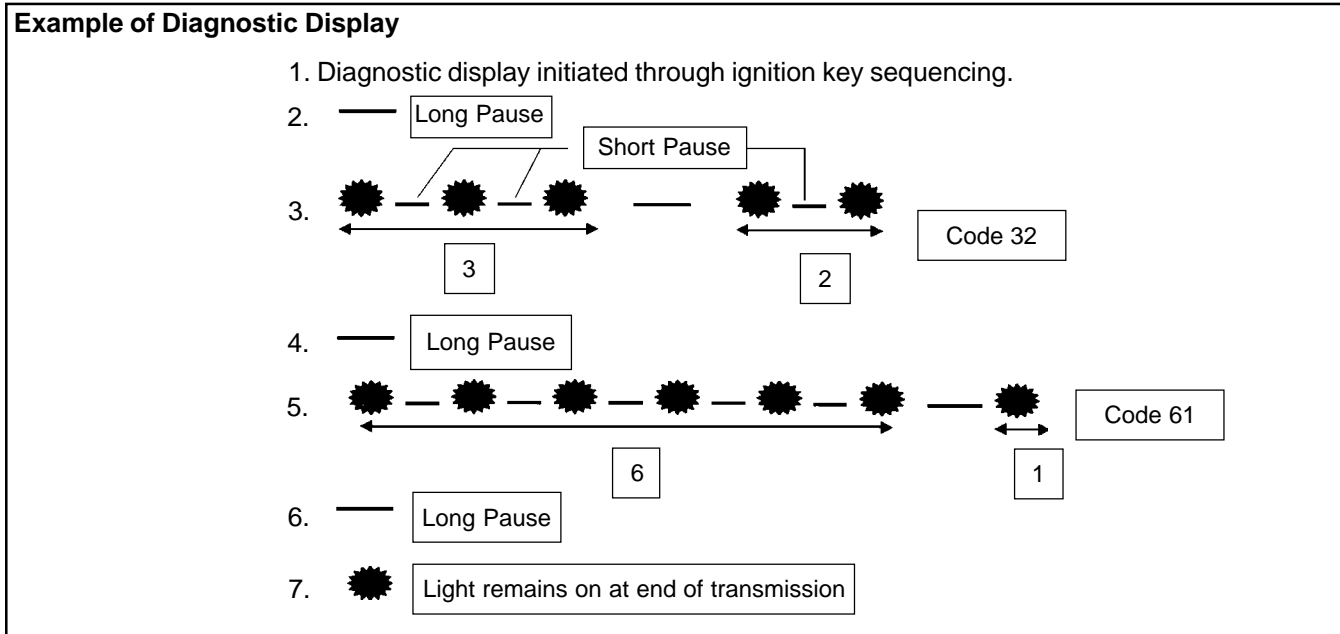 Example of Diagnostic Display
1. Diagnostic display initiated through ignition key sequencing.
2. Long Pause
Short Pause
3.
Code 32
3
2
4. Long Pause
5.
Code 61
6
1
6. Long Pause
7. Light remains on at end of transmission